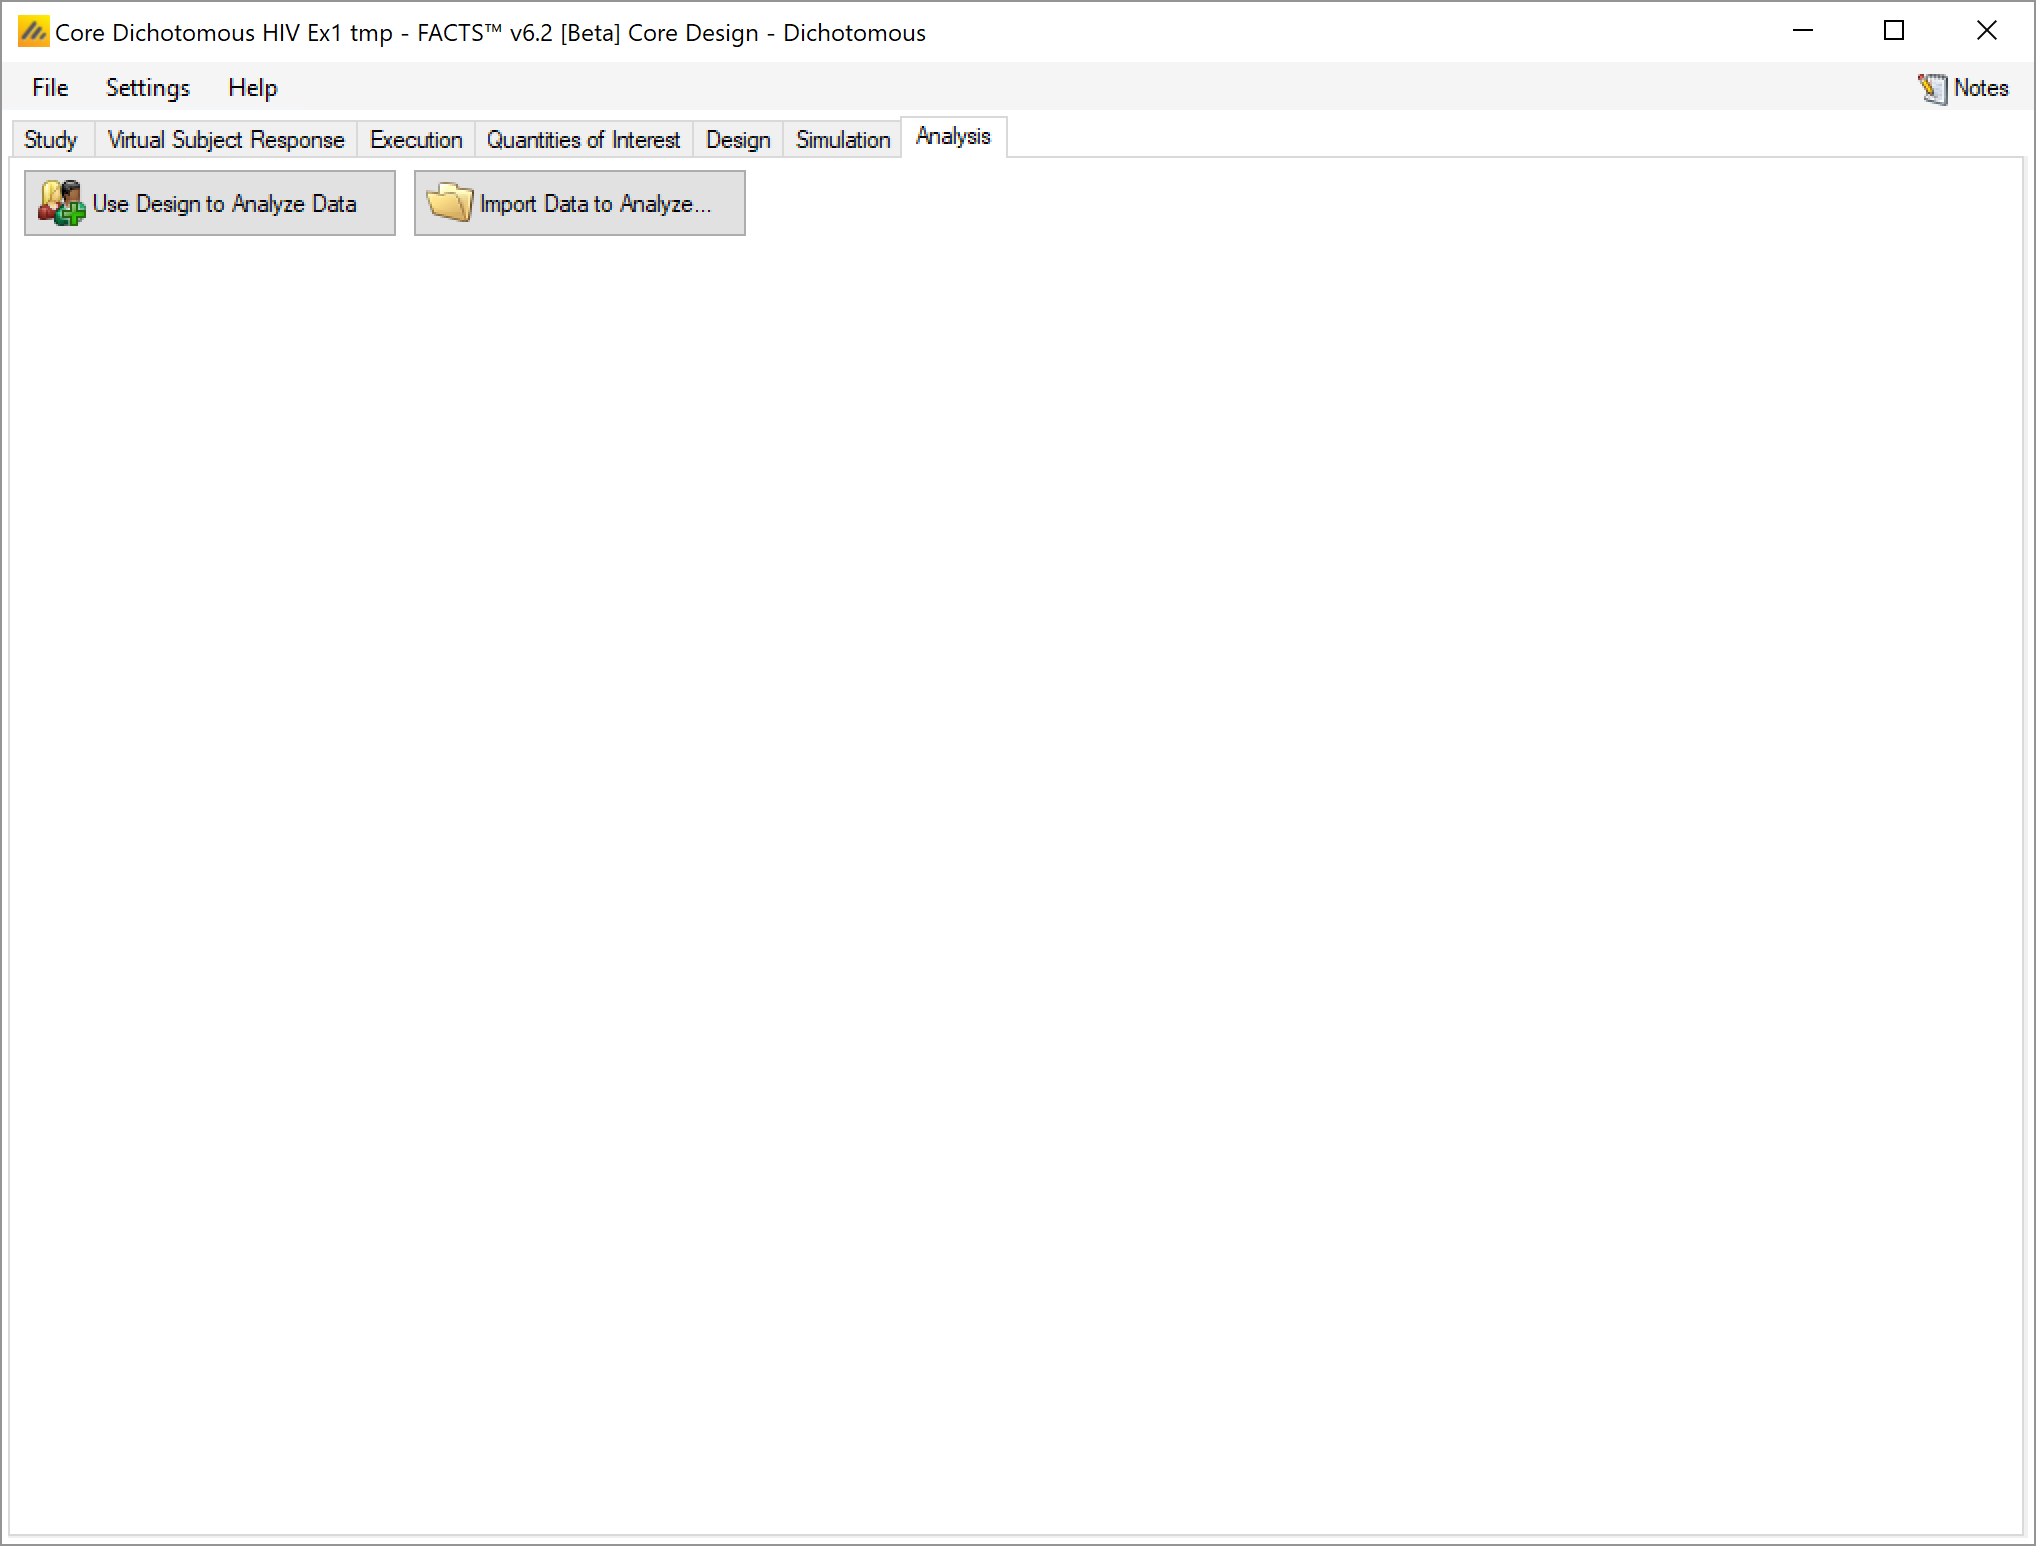 Core Dichotomous HIV Ex1 tmp - FACTS™ v6.2 [Beta] Core Design - Dichotomous
File Settings Help Notes
Study Virtual Subject Response Execution Quantities of Interest Design Simulation Analysis
Use Design to Analyze Data Import Data to Analyze...